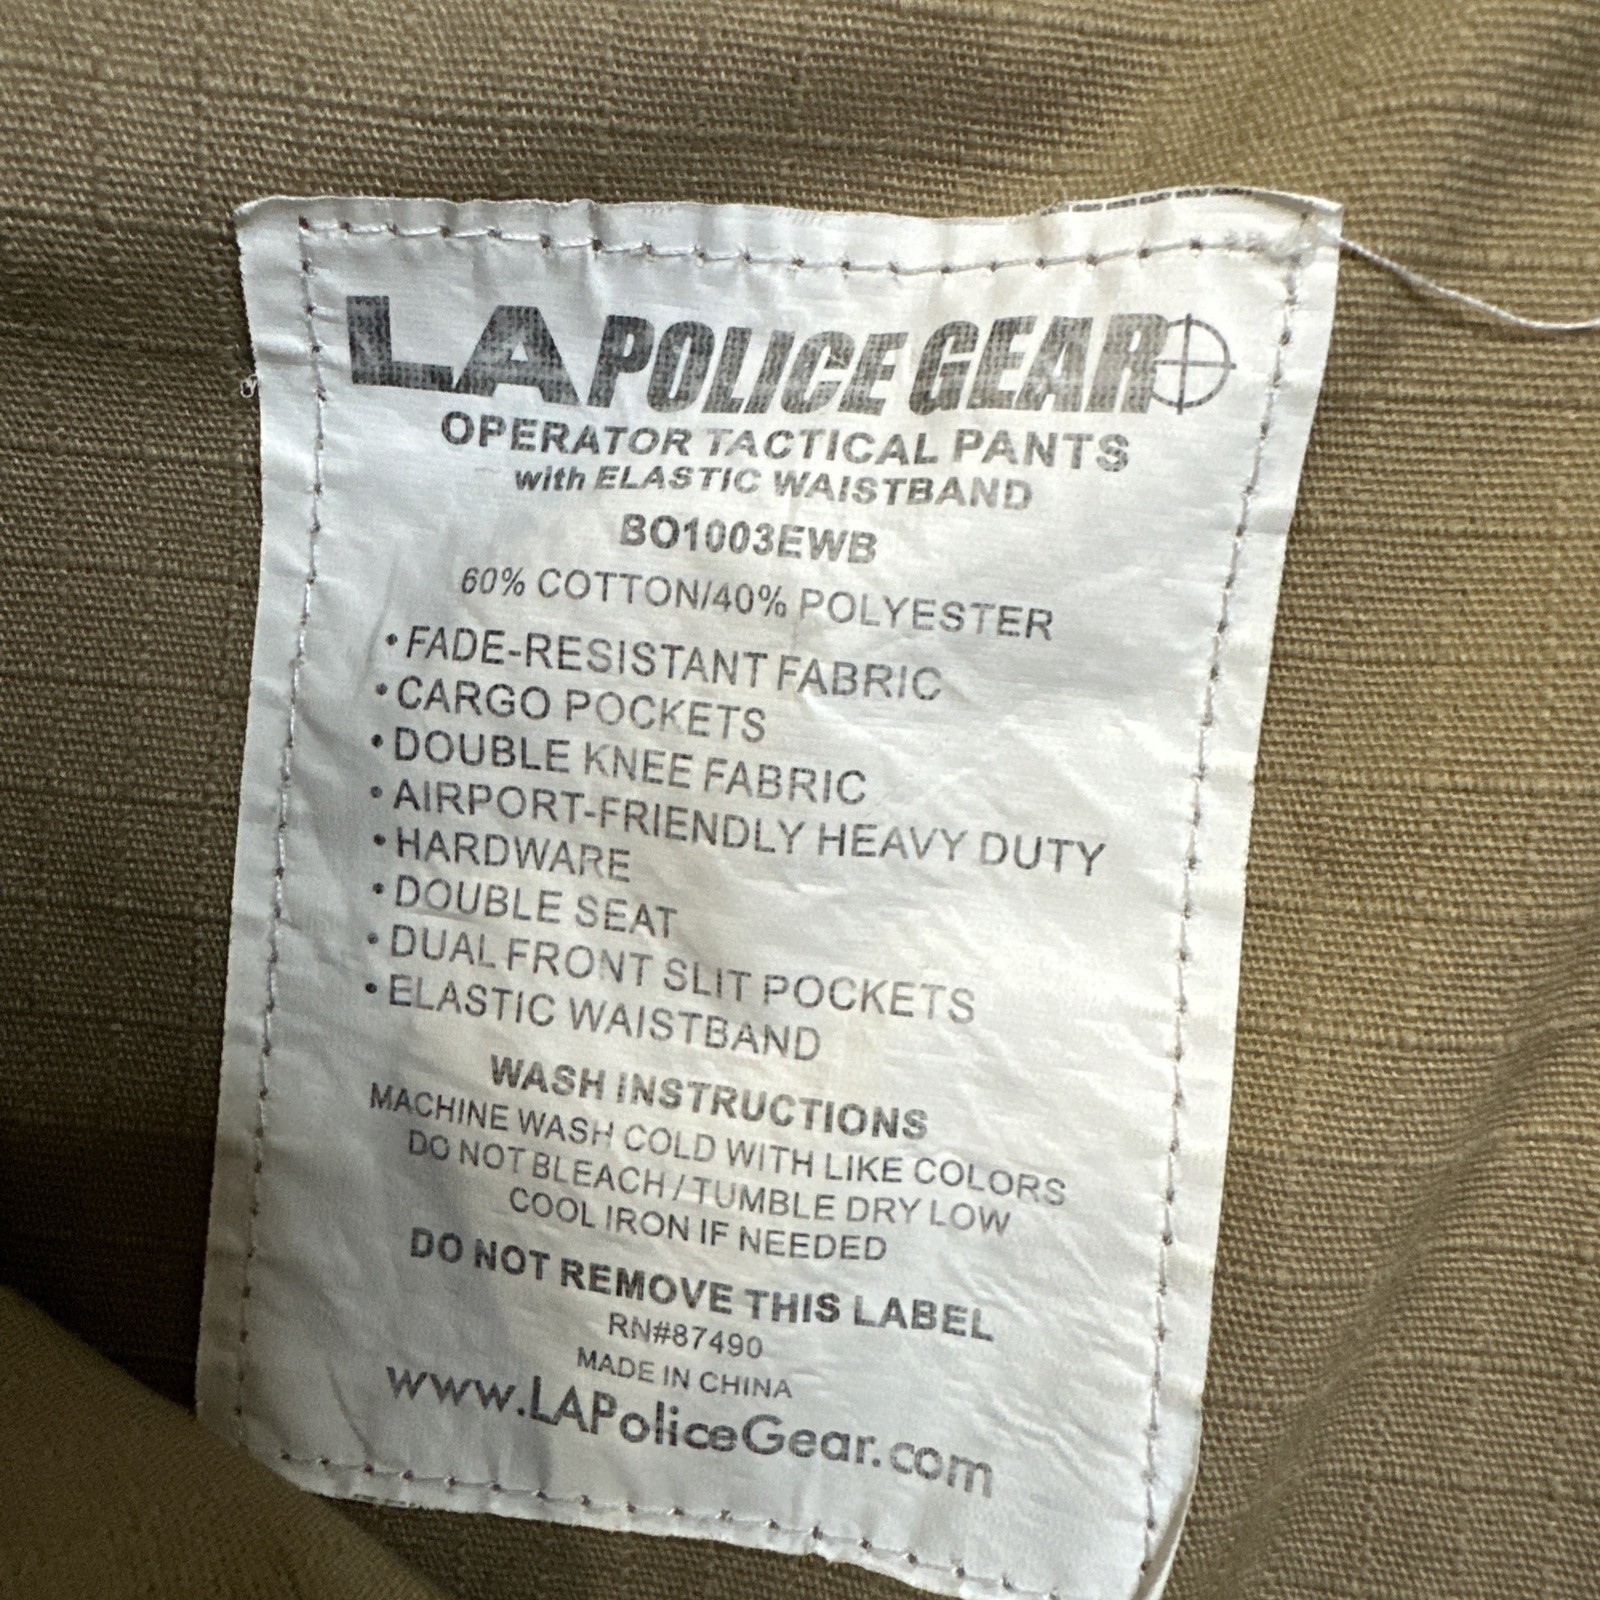 LA POLICE GEAR
OPERATOR TACTICAL PANTS
with ELASTIC WAISTBAND
BO1003EWB
60% COTTON/40% POLYESTER
• FADE-RESISTANT FABRIC
• CARGO POCKETS
• DOUBLE KNEE FABRIC
• AIRPORT-FRIENDLY HEAVY DUTY
• HARDWARE
• DOUBLE SEAT
• DUAL FRONT SLIT POCKETS
• ELASTIC WAISTBAND
WASH INSTRUCTIONS
MACHINE WASH COLD WITH LIKE COLORS
DO NOT BLEACH / TUMBLE DRY LOW
COOL IRON IF NEEDED
DO NOT REMOVE THIS LABEL
RN#87490
MADE IN CHINA
www.LAPoliceGear.com